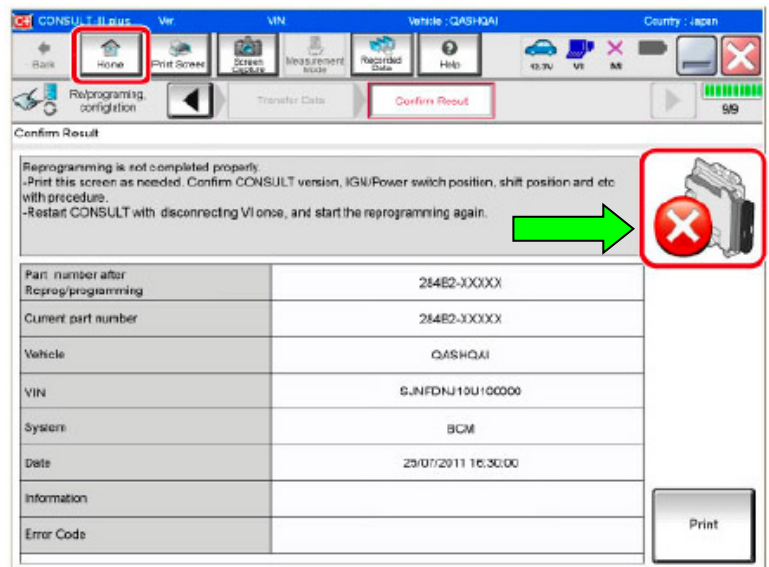 CONSULT-III plus Ver. VIN: Vehicle : QASHQAI Country : Japan
Back
Home
Print Screen
Screen Capture
Measurement Mode
Recorded Data
Help
12.7V
VI
MI
Re/programing, configlation
Transfer Data
Confirm Result
9/9
Confirm Result
Reprogramming is not completed properly.
-Print this screen as needed. Confirm CONSULT version, IGN/Power switch position, shift position and etc
with procedure.
-Restart CONSULT with disconnecting VI once, and start the reprogramming again.
Part number after
Reprog/programming
284B2-XXXXX
Current part number 284B2-XXXXX
Vehicle QASHQAI
VIN SJNFDNJ10U100000
System BCM
Date 25/07/2011 16:30:00
Information
Error Code
Print